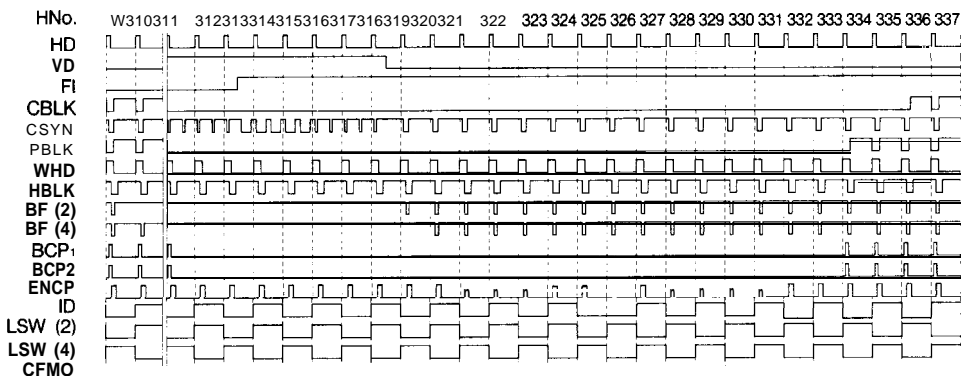 HNo. W310311 312313314315316317316319320321 322 323 324 325 326 327 328 329 330 331 332 333 334 335 336 337
HD
VD
FI
CBLK
CSYN
PBLK
WHD
HBLK
BF (2)
BF (4)
BCP1
BCP2
ENCP
ID
LSW (2)
LSW (4)
CFMO